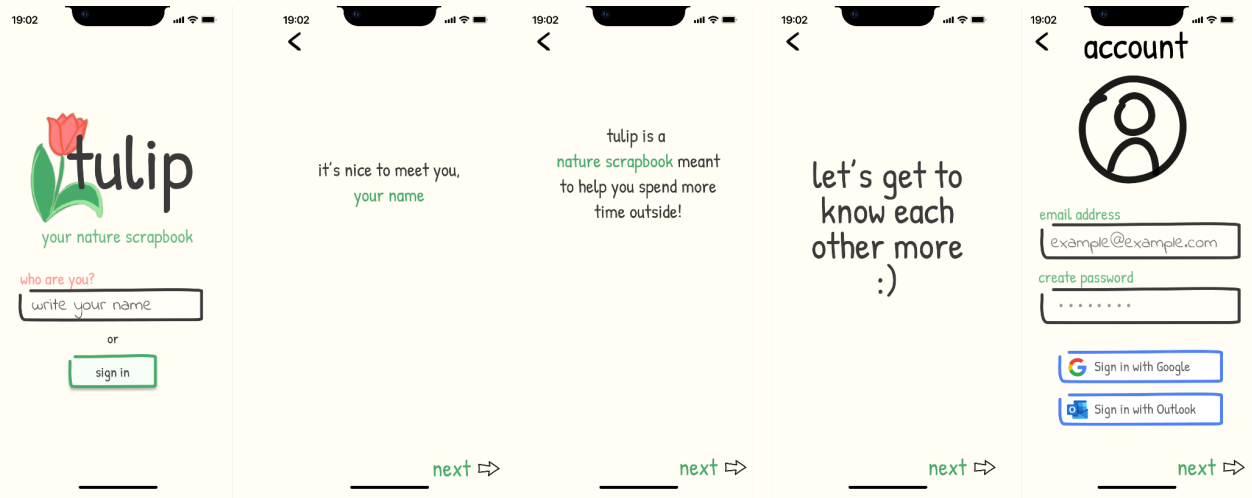 19:02
tulip
your nature scrapbook
who are you?
write your name
or
sign in
19:02
it's nice to meet you,
your name
next
19:02
tulip is a
nature scrapbook meant
to help you spend more
time outside!
next
19:02
let's get to
know each
other more
:)
next
19:02
account
email address
example@example.com
create password
Sign in with Google
Sign in with Outlook
next